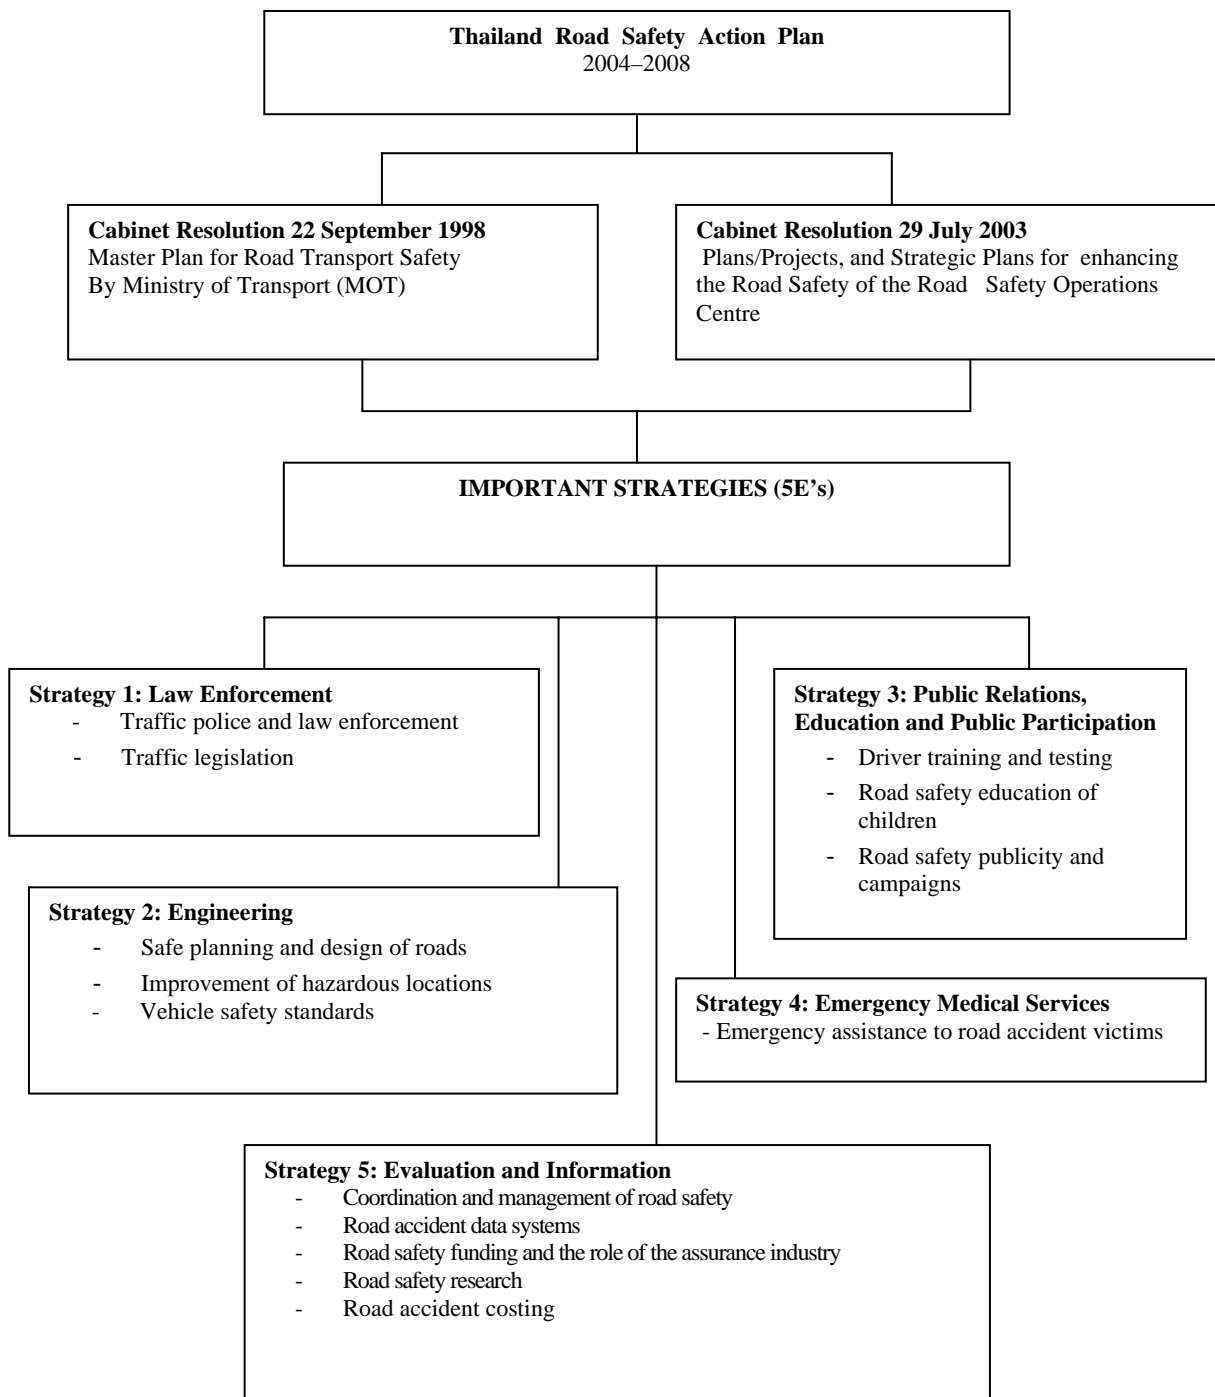 Thailand Road Safety Action Plan
2004–2008
Cabinet Resolution 22 September 1998
Master Plan for Road Transport Safety
By Ministry of Transport (MOT)
Cabinet Resolution 29 July 2003
Plans/Projects, and Strategic Plans for enhancing
the Road Safety of the Road Safety Operations
Centre
IMPORTANT STRATEGIES (5E’s)
Strategy 1: Law Enforcement
- Traffic police and law enforcement
- Traffic legislation
Strategy 2: Engineering
- Safe planning and design of roads
- Improvement of hazardous locations
- Vehicle safety standards
Strategy 3: Public Relations,
Education and Public Participation
- Driver training and testing
- Road safety education of
children
- Road safety publicity and
campaigns
Strategy 4: Emergency Medical Services
- Emergency assistance to road accident victims
Strategy 5: Evaluation and Information
- Coordination and management of road safety
- Road accident data systems
- Road safety funding and the role of the assurance industry
- Road safety research
- Road accident costing